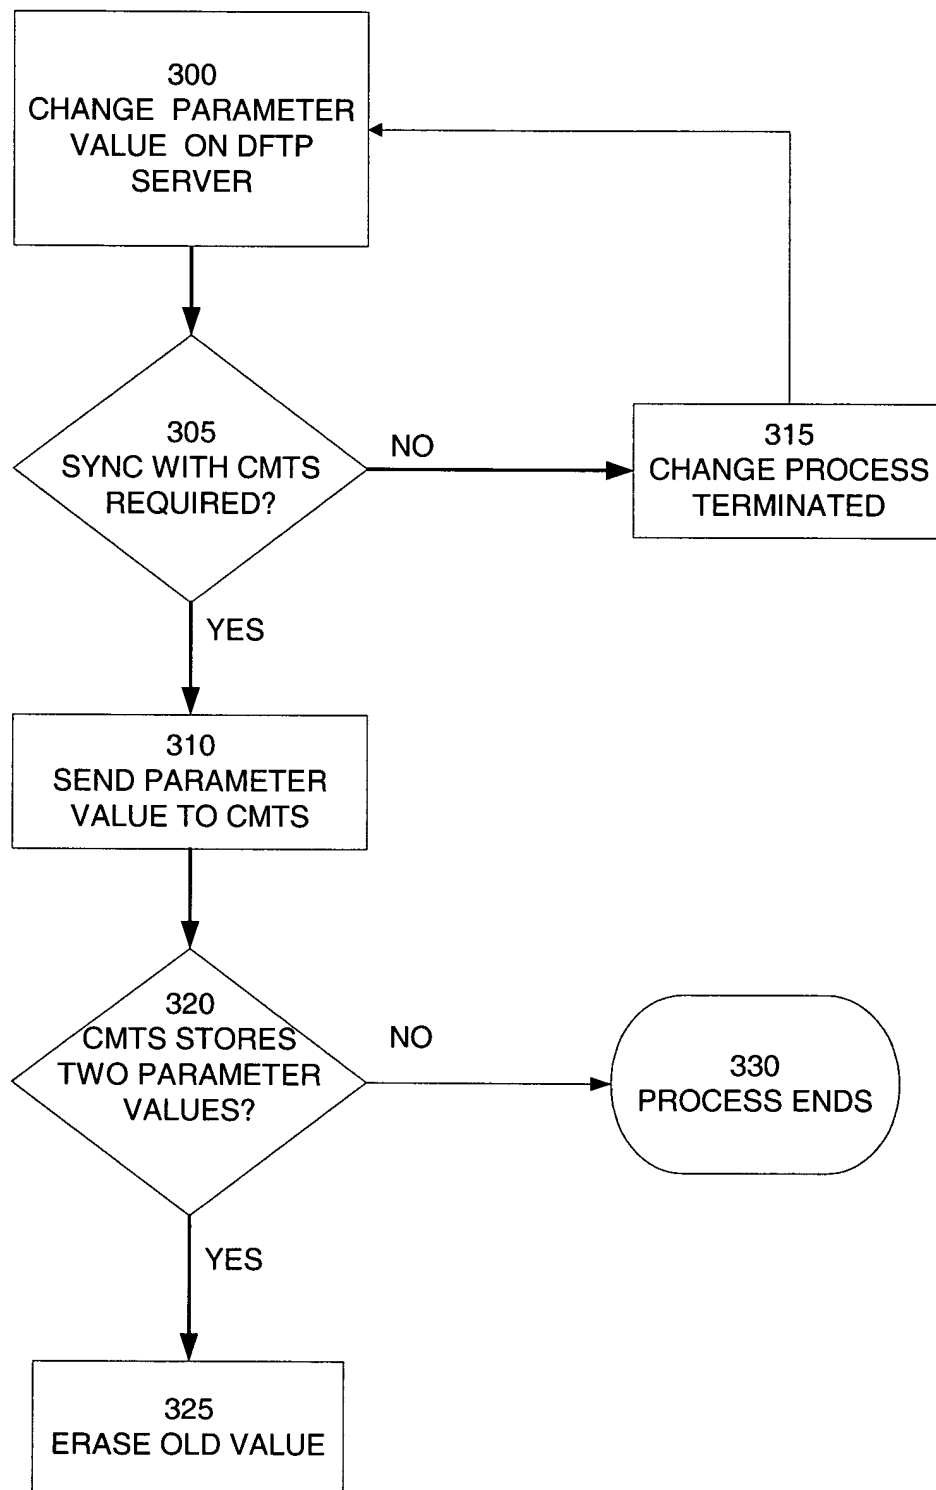 300
CHANGE PARAMETER
VALUE ON DFTP
SERVER
305
SYNC WITH CMTS
REQUIRED?
NO
315
CHANGE PROCESS
TERMINATED
YES
310
SEND PARAMETER
VALUE TO CMTS
320
CMTS STORES
TWO PARAMETER
VALUES?
NO
330
PROCESS ENDS
YES
325
ERASE OLD VALUE